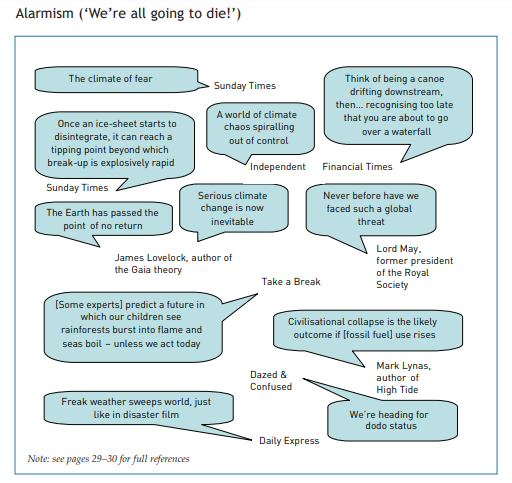 Alarmism (‘We’re all going to die!’)
The climate of fear
Sunday Times
Think of being a canoe
drifting downstream,
then... recognising too late
that you are about to go
over a waterfall
Financial Times
A world of climate
chaos spiralling
out of control
Independent
Once an ice-sheet starts to
disintegrate, it can reach a
tipping point beyond which
break-up is explosively rapid
Sunday Times
The Earth has passed the
point of no return
James Lovelock, author of
the Gaia theory
Serious climate
change is now
inevitable
Never before have we
faced such a global
threat
Lord May,
former president
of the Royal
Society
Take a Break
[Some experts] predict a future in
which our children see
rainforests burst into flame and
seas boil – unless we act today
Civilisational collapse is the likely
outcome if [fossil fuel] use rises
Mark Lynas,
author of
High Tide
Dazed &
Confused
We’re heading for
dodo status
Freak weather sweeps world, just
like in disaster film
Daily Express
Note: see pages 29–30 for full references